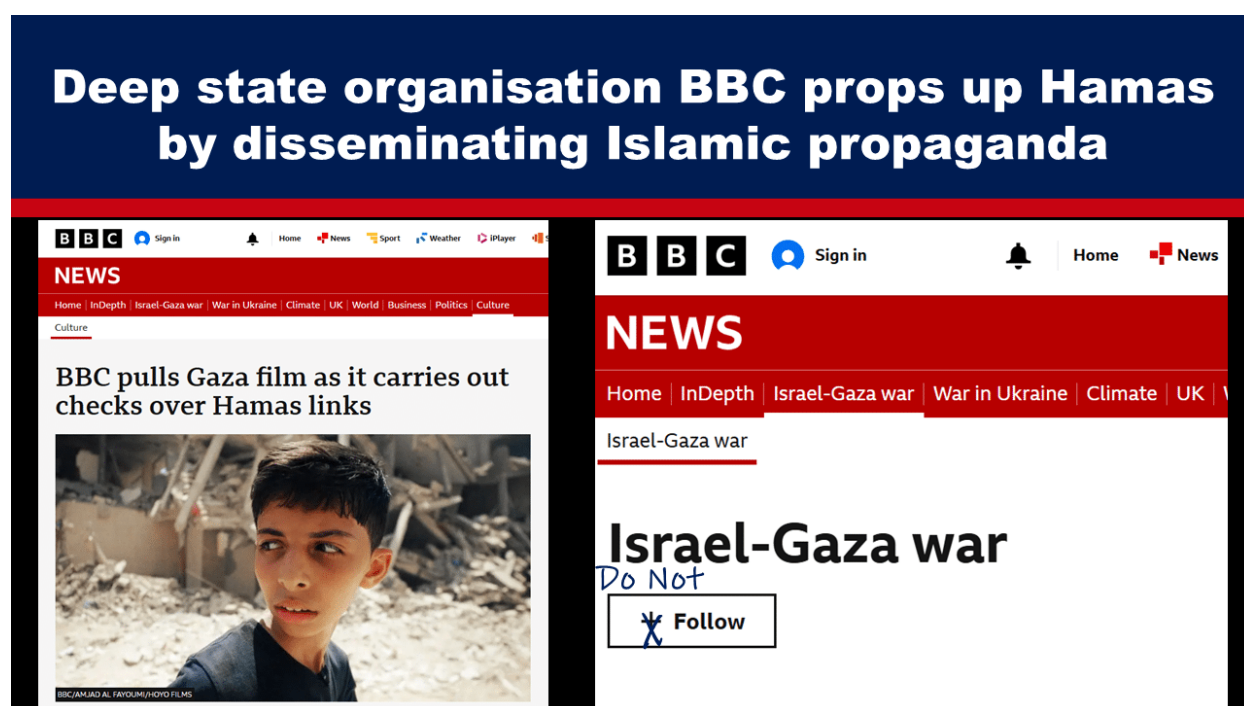 Deep state organisation BBC props up Hamas
by disseminating Islamic propaganda
BBC Sign in Home News Sport Weather iPlayer
NEWS
Home | InDepth | Israel-Gaza war | War in Ukraine | Climate | UK | World | Business | Politics | Culture
Culture
BBC pulls Gaza film as it carries out
checks over Hamas links
BBC/AMJAD AL FAYOUMI/HOYO FILMS
BBC Sign in Home News
NEWS
Home | InDepth | Israel-Gaza war | War in Ukraine | Climate | UK |
Israel-Gaza war
Israel-Gaza war
Do Not
Follow